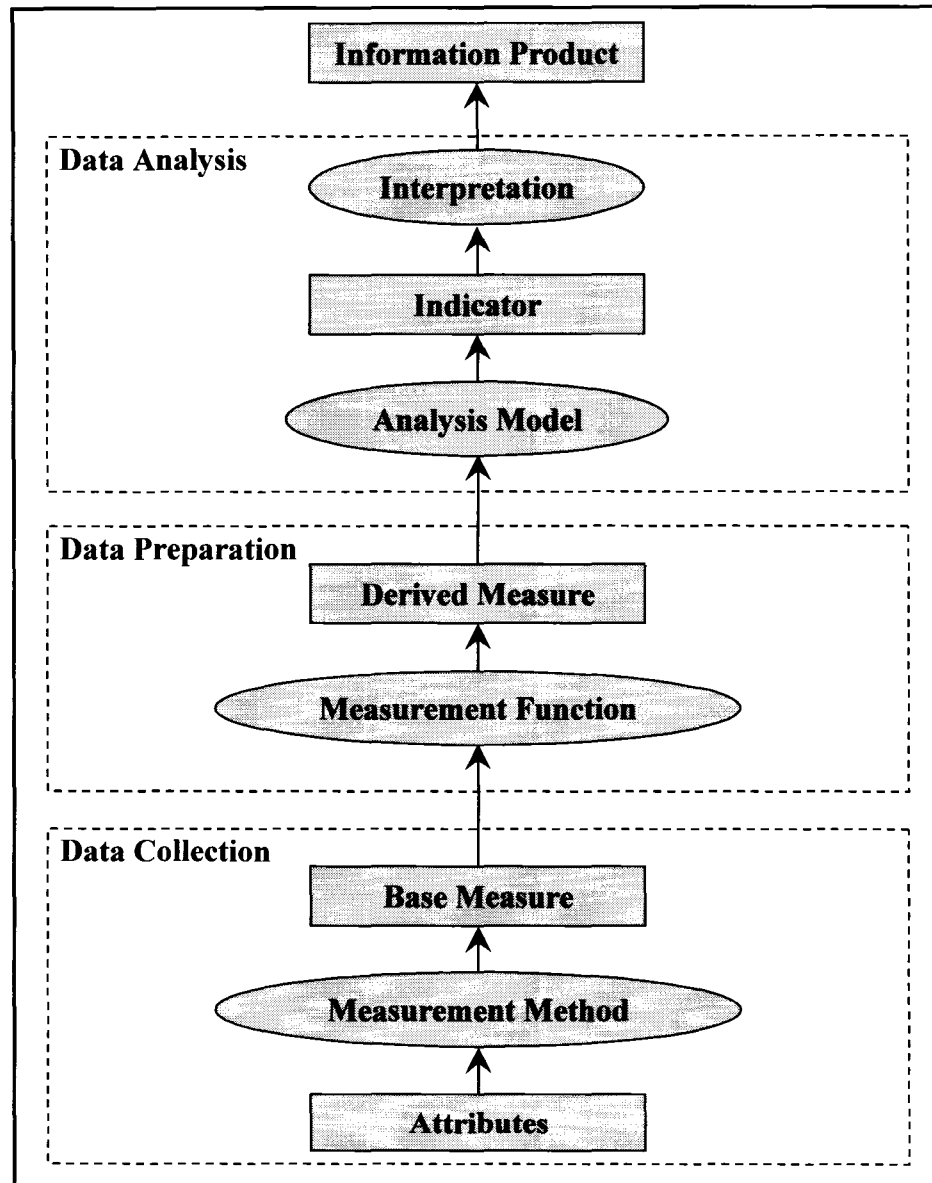 Information Product
Data Analysis
Interpretation
Indicator
Analysis Model
Data Preparation
Derived Measure
Measurement Function
Data Collection
Base Measure
Measurement Method
Attributes